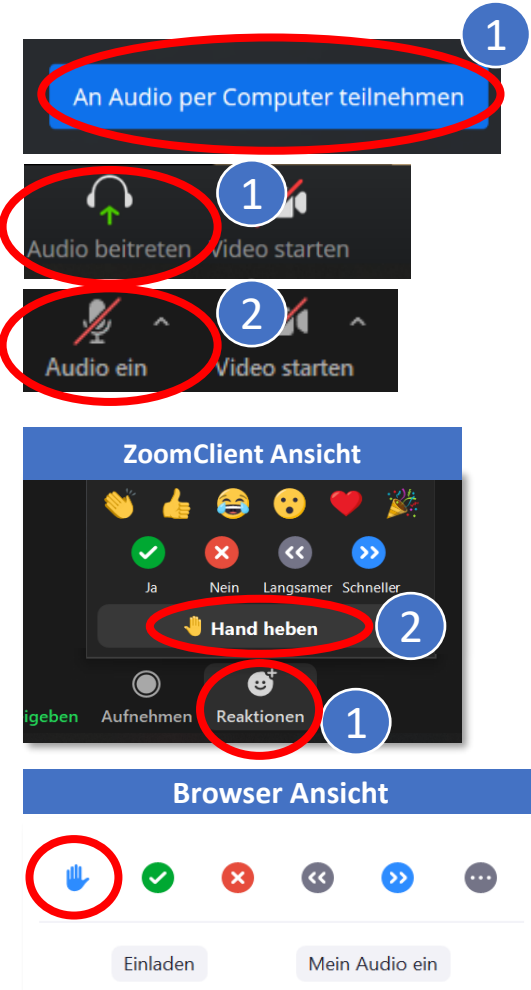 1
An Audio per Computer teilnehmen
1
Audio beitreten Video starten
2
Audio ein Video starten
ZoomClient Ansicht
Ja Nein Langsamer Schneller
Hand heben
2
igeben Aufnehmen Reaktionen
1
Browser Ansicht
Einladen Mein Audio ein